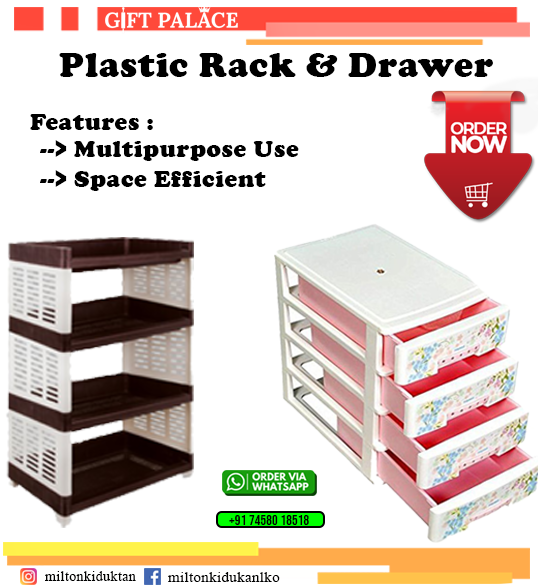 GIFT PALACE
Plastic Rack & Drawer
Features :
--> Multipurpose Use
--> Space Efficient
ORDER
NOW
ORDER VIA
WHATSAPP
+91 74580 18518
miltonkiduktan
miltonkidukanlko